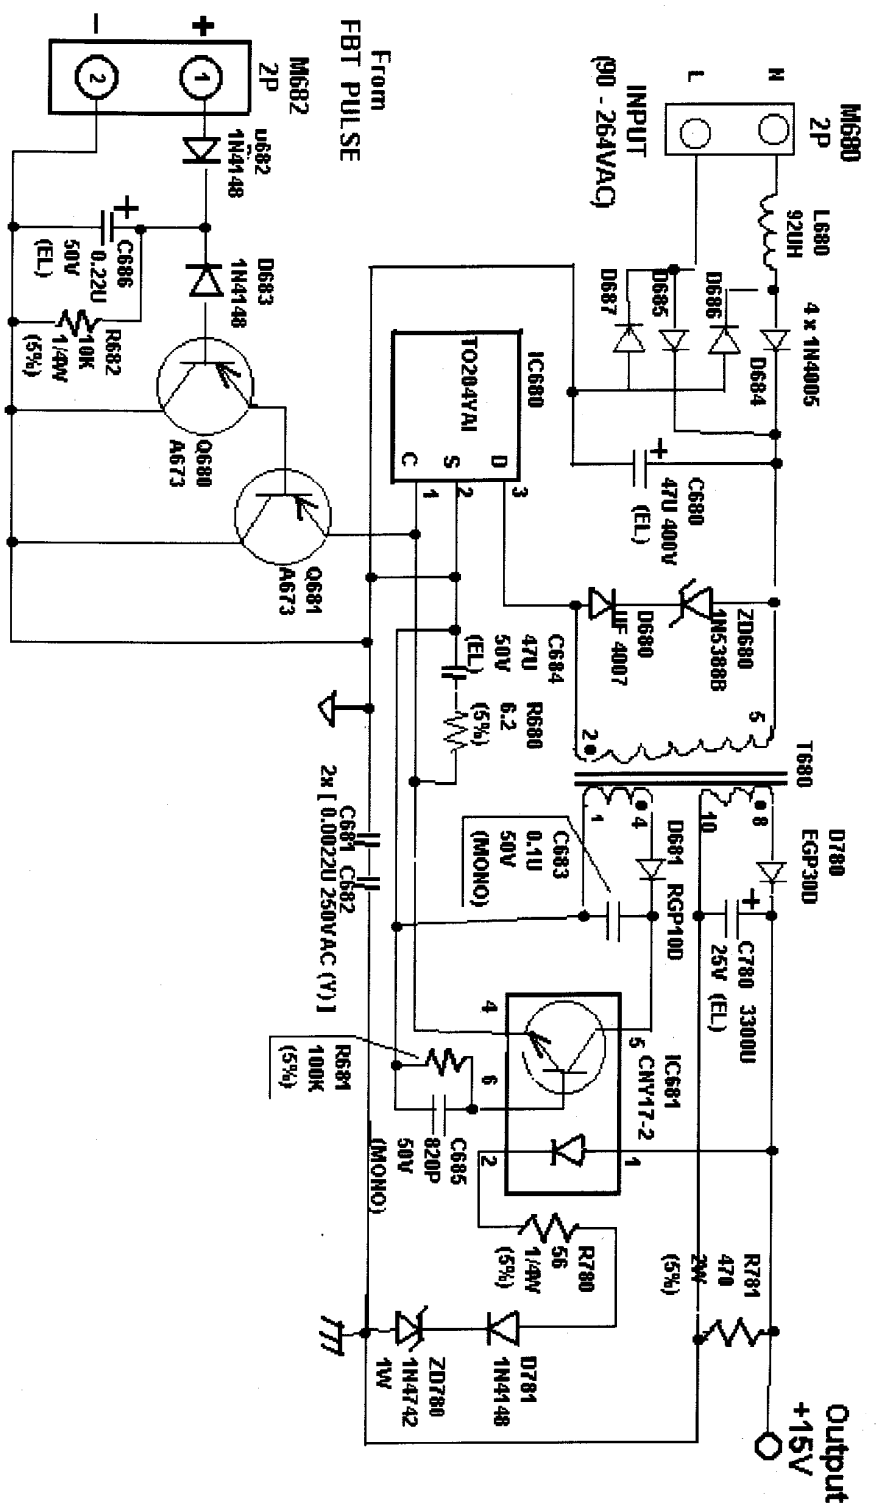 M680
2P
N
L
INPUT
(90 - 264VAC)
L680
92UH
4 x 1N4005
D684
D686
D685
D687
C680
47U 400V
(EL)
ZD680
1N5388B
D680
UF 4007
T680
5
2
8
10
4
1
D780
EGP30D
C780 3300U
25V (EL)
D681 RGP10D
C683
0.1U
50V
(MONO)
IC680
TO204YAI
D
S
C
3
2
1
C684
47U
50V
(EL)
R680
6.2
(5%)
IC681
CNY17-2
5
4
6
1
2
R681
100K
(5%)
C685
820P
50V
(MONO)
R780
56
1/4W
(5%)
R781
470
2W
(5%)
D781
1N4148
ZD780
1N4742
1W
Output
+15V
C681 C682
2x [ 0.0022U 250VAC (Y) ]
From
FBT PULSE
M682
2P
+
1
-
2
1N4148
D683
1N4148
C686
0.22U
50V
(EL)
R682
10K
1/4W
(5%)
Q680
A673
Q681
A673